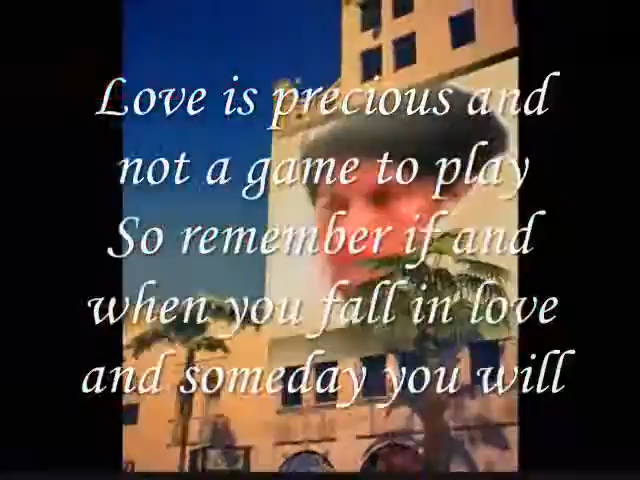 Love is precious and
not a game to play
So remember if and
when you fall in love
and someday you will